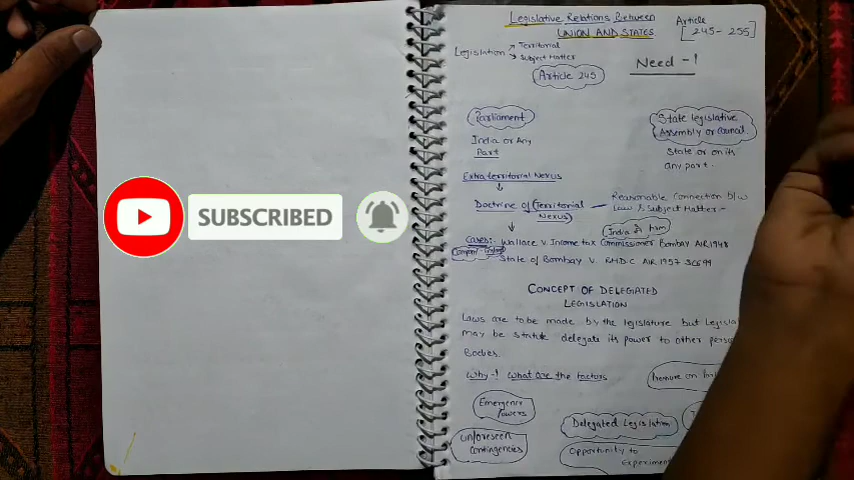 Legislative Relations Between
UNION AND STATES
Article
[245-255]
Legislation → Territorial
→ Subject Matter
Need -!
Article 245
Parliament
India or Any
Part
State legislative
Assembly or Council
State or on its
any part.
Extraterritorial Nexus
Doctrine of (Territorial
Nexus)
Reasonable Connection b/w
Law & Subject Matter -
Cases:- Wallace v. Income tax Commissioner Bombay AIR 1948
State of Bombay V. RMDC AIR 1957 SC 699
CONCEPT OF DELEGATED
LEGISLATION
Laws are to be made by the legislature but Legisla
may be statute delegate its power to other perso
Bodies.
Why-! What are the factors
Emergency
Powers
Delegated Legislation
Unforeseen
Contingencies
Opportunity to
Experiment
SUBSCRIBED